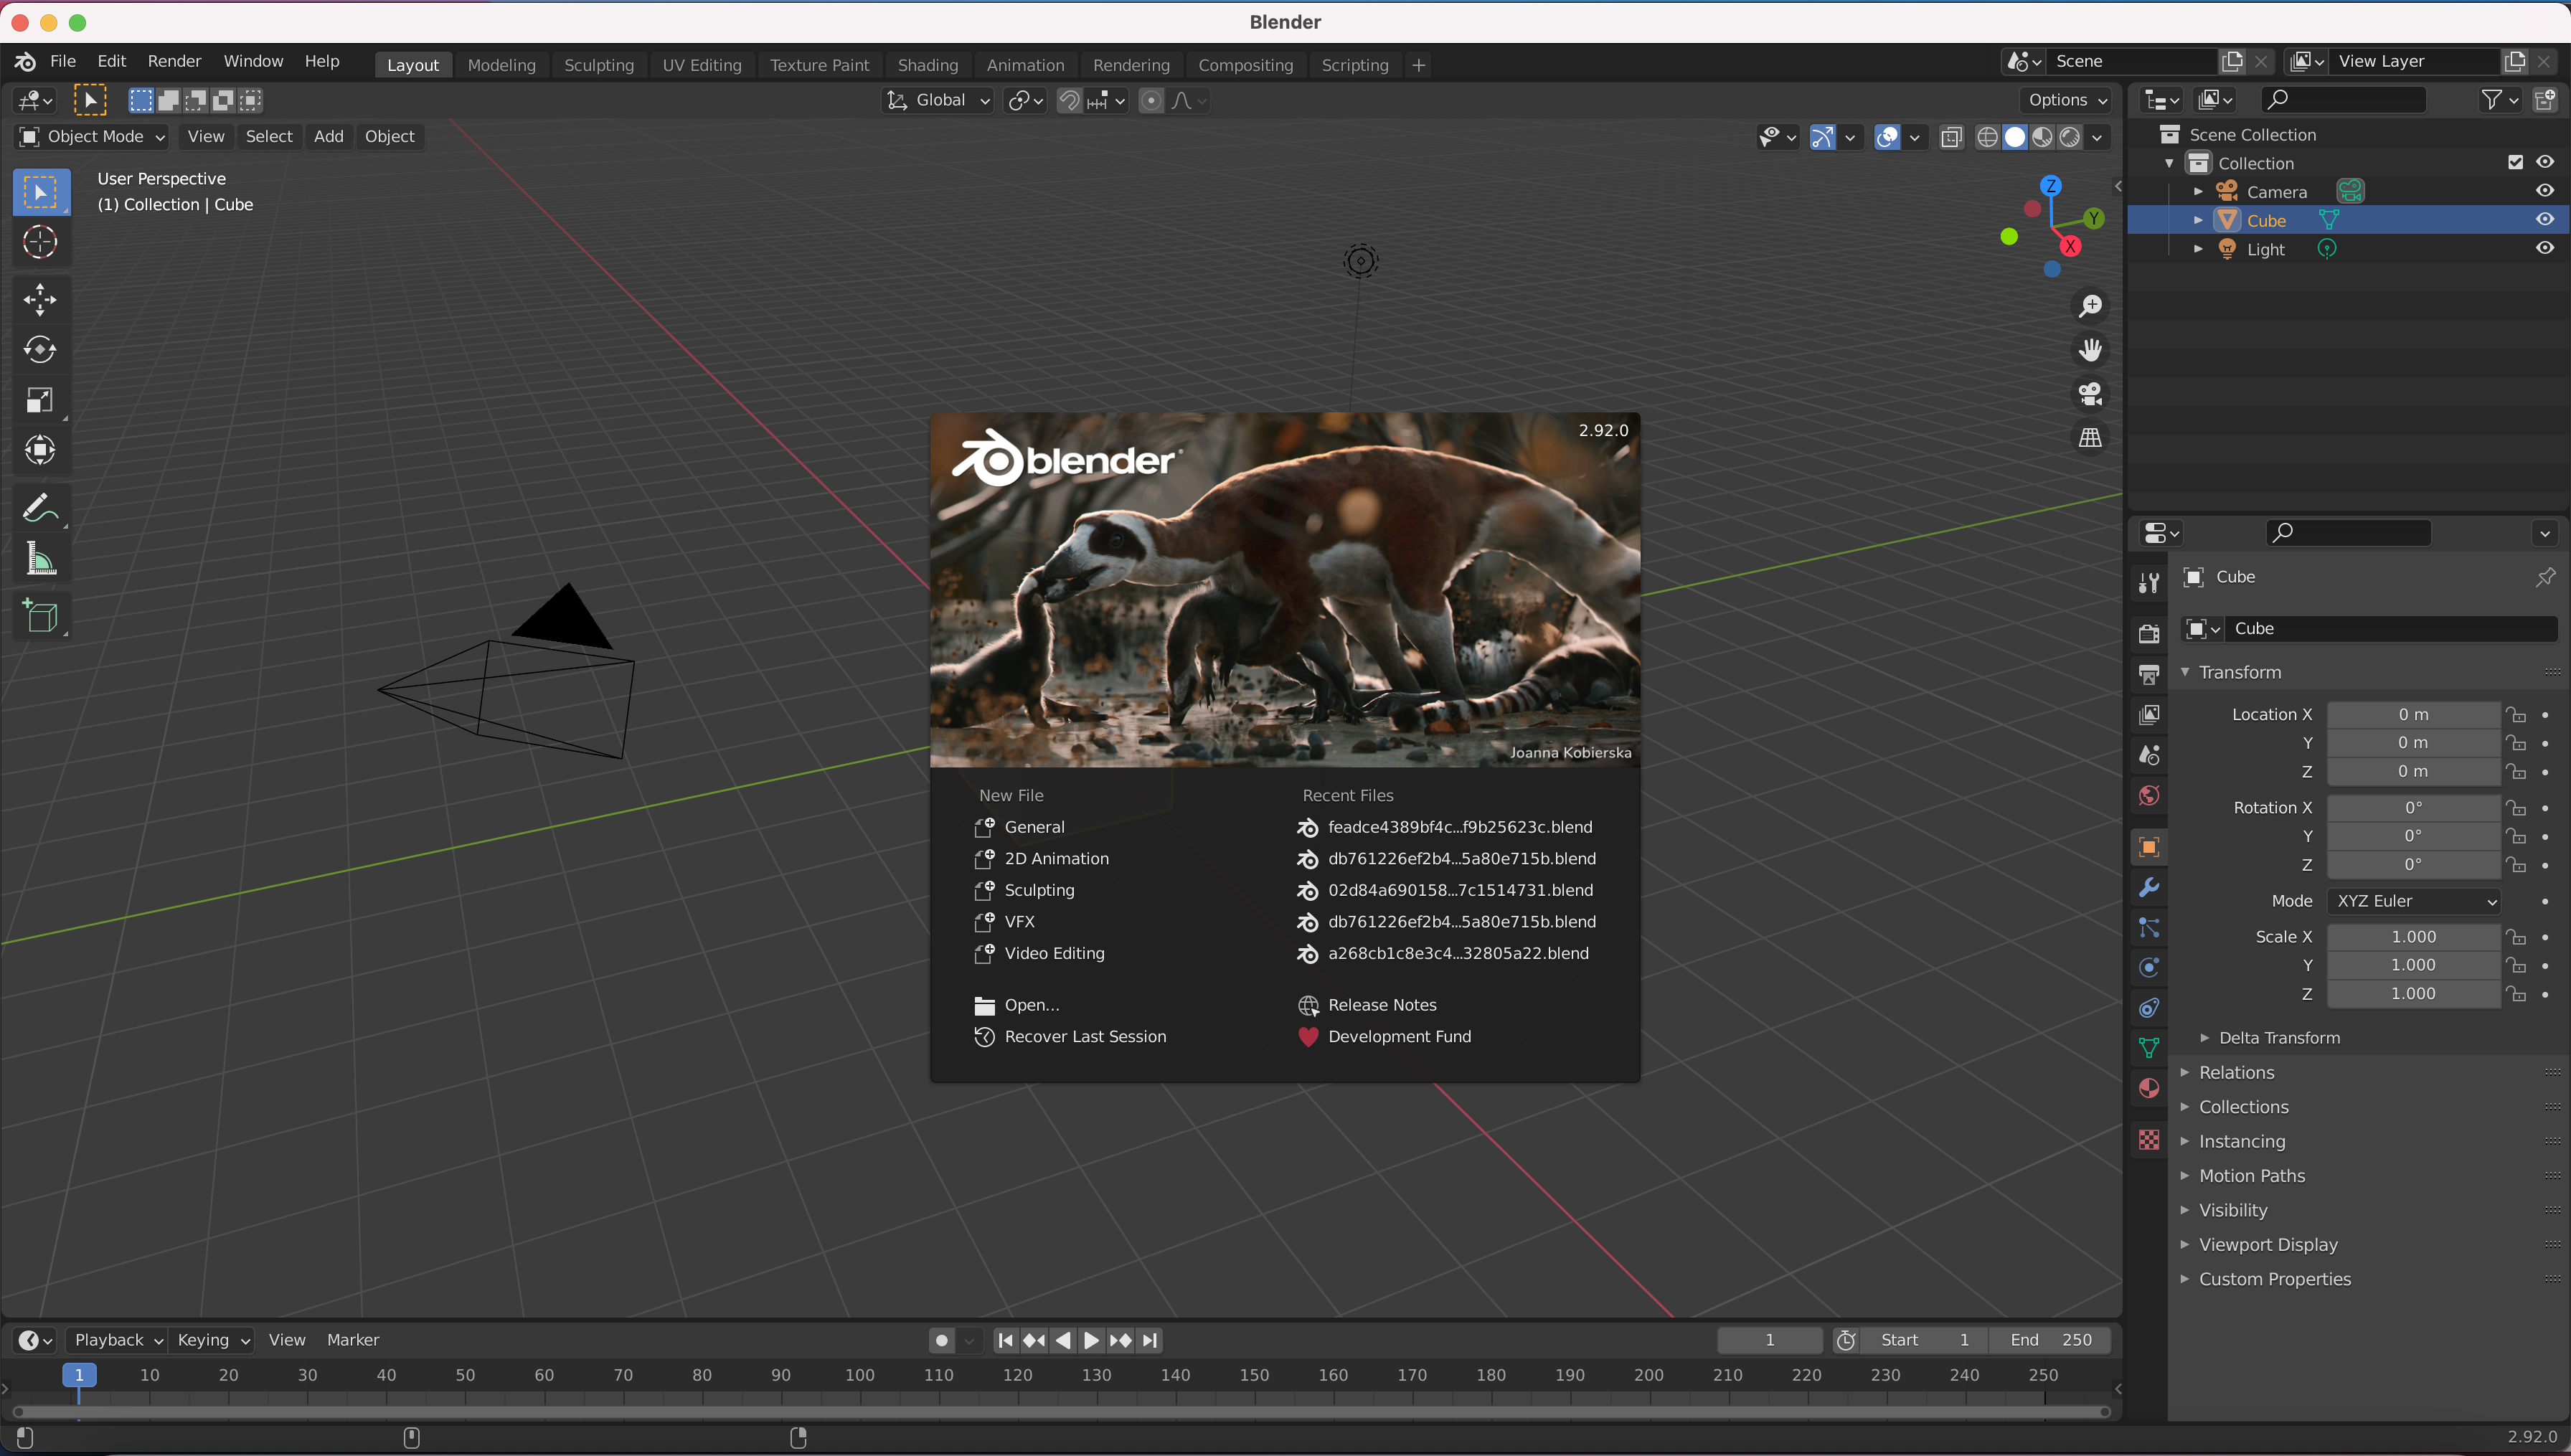 Blender
File Edit Render Window Help Layout Modeling Sculpting UV Editing Texture Paint Shading Animation Rendering Compositing Scripting + Scene View Layer
Global Options
Object Mode View Select Add Object
User Perspective
(1) Collection | Cube
Z
Y
X
Scene Collection
Collection
Camera
Cube
Light
blender
2.92.0
Joanna Kobierska
New File
General
2D Animation
Sculpting
VFX
Video Editing
Open...
Recover Last Session
Recent Files
feadce4389bf4c...f9b25623c.blend
db761226ef2b4...5a80e715b.blend
02d84a690158...7c1514731.blend
db761226ef2b4...5a80e715b.blend
a268cb1c8e3c4...32805a22.blend
Release Notes
Development Fund
Cube
Cube
Transform
Location X 0 m
Y 0 m
Z 0 m
Rotation X 0°
Y 0°
Z 0°
Mode XYZ Euler
Scale X 1.000
Y 1.000
Z 1.000
Delta Transform
Relations
Collections
Instancing
Motion Paths
Visibility
Viewport Display
Custom Properties
Playback Keying View Marker 1 Start 1 End 250
1 10 20 30 40 50 60 70 80 90 100 110 120 130 140 150 160 170 180 190 200 210 220 230 240 250
2.92.0